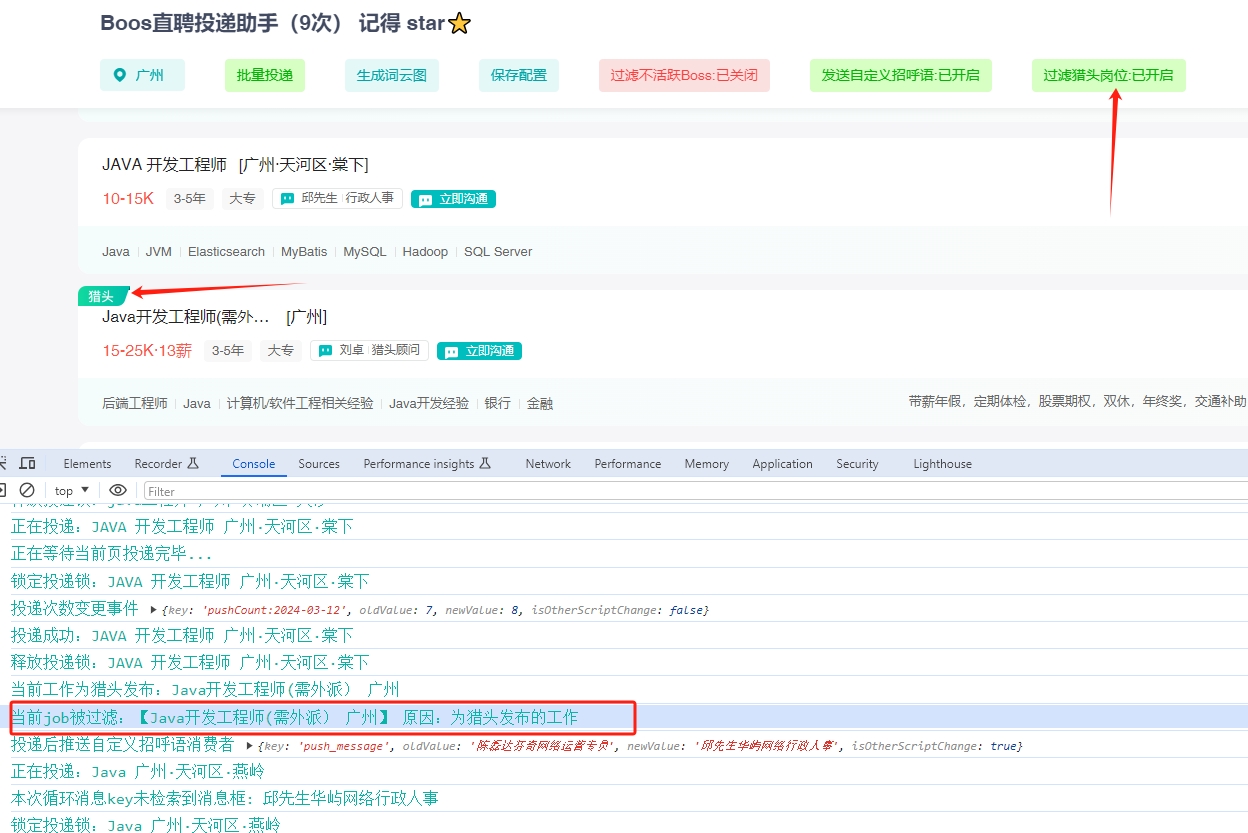 Boos直聘投递助手（9次） 记得 star⭐
广州 批量投递 生成词云图 保存配置 过滤不活跃Boss:已关闭 发送自定义招呼语:已开启 过滤猎头岗位:已开启
JAVA 开发工程师 [广州·天河区·棠下]
10-15K 3-5年 大专 邱先生 行政人事 立即沟通
Java JVM Elasticsearch MyBatis MySQL Hadoop SQL Server
猎头
Java开发工程师(需外... [广州]
15-25K·13薪 3-5年 大专 刘卓 猎头顾问 立即沟通
后端工程师 Java 计算机/软件工程相关经验 Java开发经验 银行 金融 带薪年假，定期体检，股票期权，双休，年终奖，交通补助
Elements Recorder Console Sources Performance insights Network Performance Memory Application Security Lighthouse
top Filter
正在投递：JAVA 开发工程师 广州·天河区·棠下
正在等待当前页投递完毕...
锁定投递锁：JAVA 开发工程师 广州·天河区·棠下
投递次数变更事件 {key: 'pushCount:2024-03-12', oldValue: 7, newValue: 8, isOtherScriptChange: false}
投递成功：JAVA 开发工程师 广州·天河区·棠下
释放投递锁：JAVA 开发工程师 广州·天河区·棠下
当前工作为猎头发布：Java开发工程师(需外派） 广州
当前job被过滤：【Java开发工程师(需外派） 广州】 原因：为猎头发布的工作
投递后推送自定义招呼语消费者 {key: 'push_message', oldValue: '陈悉达芬奇网络运营专员', newValue: '邱先生华屿网络行政人事', isOtherScriptChange: true}
正在投递：Java 广州·天河区·燕岭
本次循环消息key未检索到消息框：邱先生华屿网络行政人事
锁定投递锁：Java 广州·天河区·燕岭